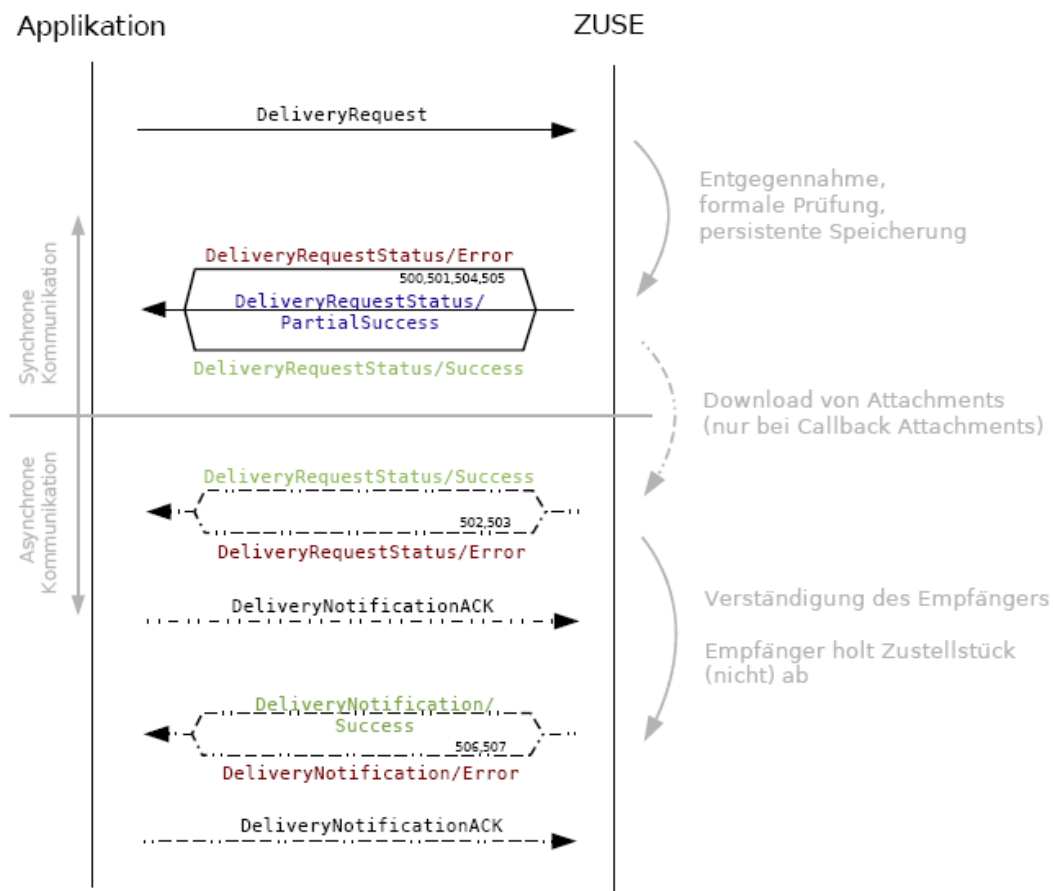 Applikation
ZUSE
DeliveryRequest
Entgegennahme,
formale Prüfung,
persistente Speicherung
Synchrone
Kommunikation
DeliveryRequestStatus/Error
500,501,504,505
DeliveryRequestStatus/
PartialSuccess
DeliveryRequestStatus/Success
Download von Attachments
(nur bei Callback Attachments)
Asynchrone
Kommunikation
DeliveryRequestStatus/Success
502,503
DeliveryRequestStatus/Error
DeliveryNotificationACK
Verständigung des Empfängers
Empfänger holt Zustellstück
(nicht) ab
DeliveryNotification/
Success
506,507
DeliveryNotification/Error
DeliveryNotificationACK